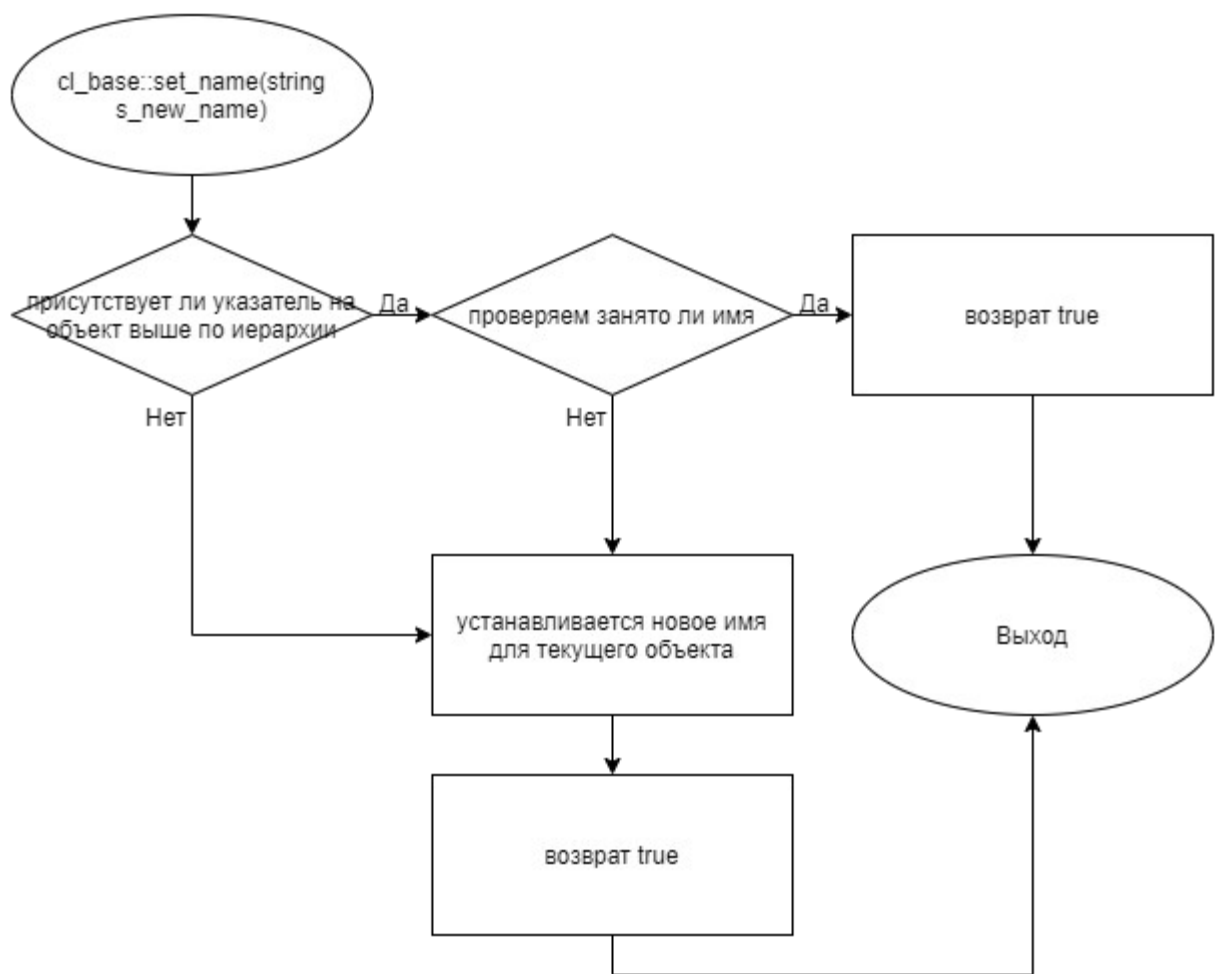 cl_base::set_name(string
s_new_name)
присутствует ли указатель на
объект выше по иерархии
Да
проверяем занято ли имя
Да
возврат true
Нет
Нет
устанавливается новое имя
для текущего объекта
Выход
возврат true